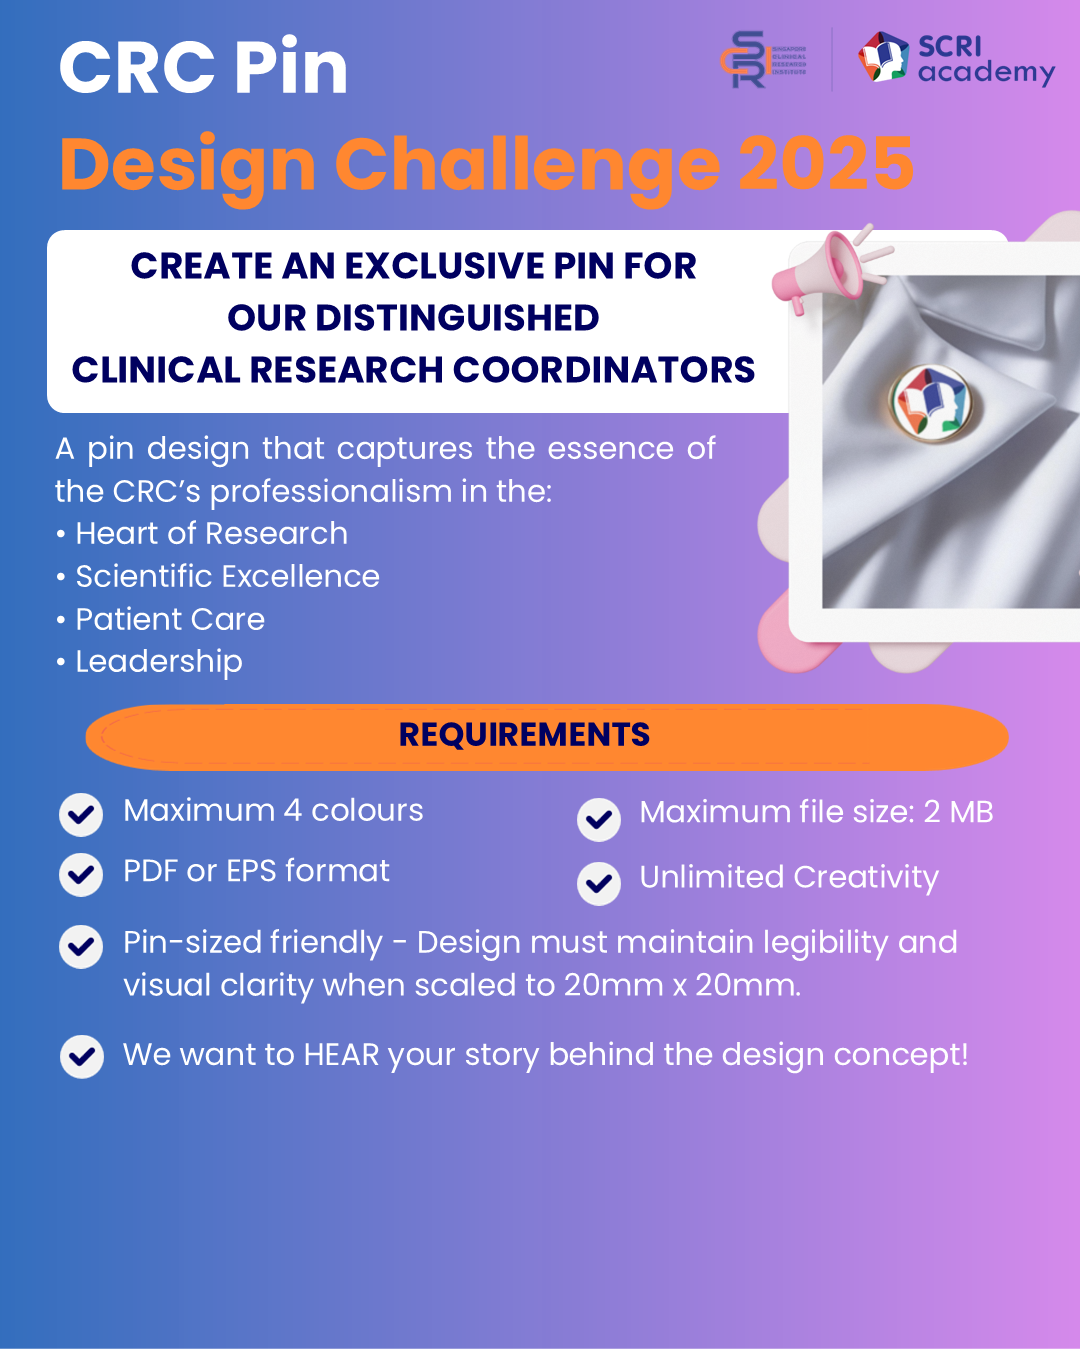 CRC Pin
SINGAPORE
CLINICAL
RESEARCH
INSTITUTE
SCRI
academy
Design Challenge 2025
CREATE AN EXCLUSIVE PIN FOR
OUR DISTINGUISHED
CLINICAL RESEARCH COORDINATORS
A pin design that captures the essence of
the CRC’s professionalism in the:
• Heart of Research
• Scientific Excellence
• Patient Care
• Leadership
REQUIREMENTS
Maximum 4 colours
Maximum file size: 2 MB
PDF or EPS format
Unlimited Creativity
Pin-sized friendly - Design must maintain legibility and
visual clarity when scaled to 20mm x 20mm.
We want to HEAR your story behind the design concept!